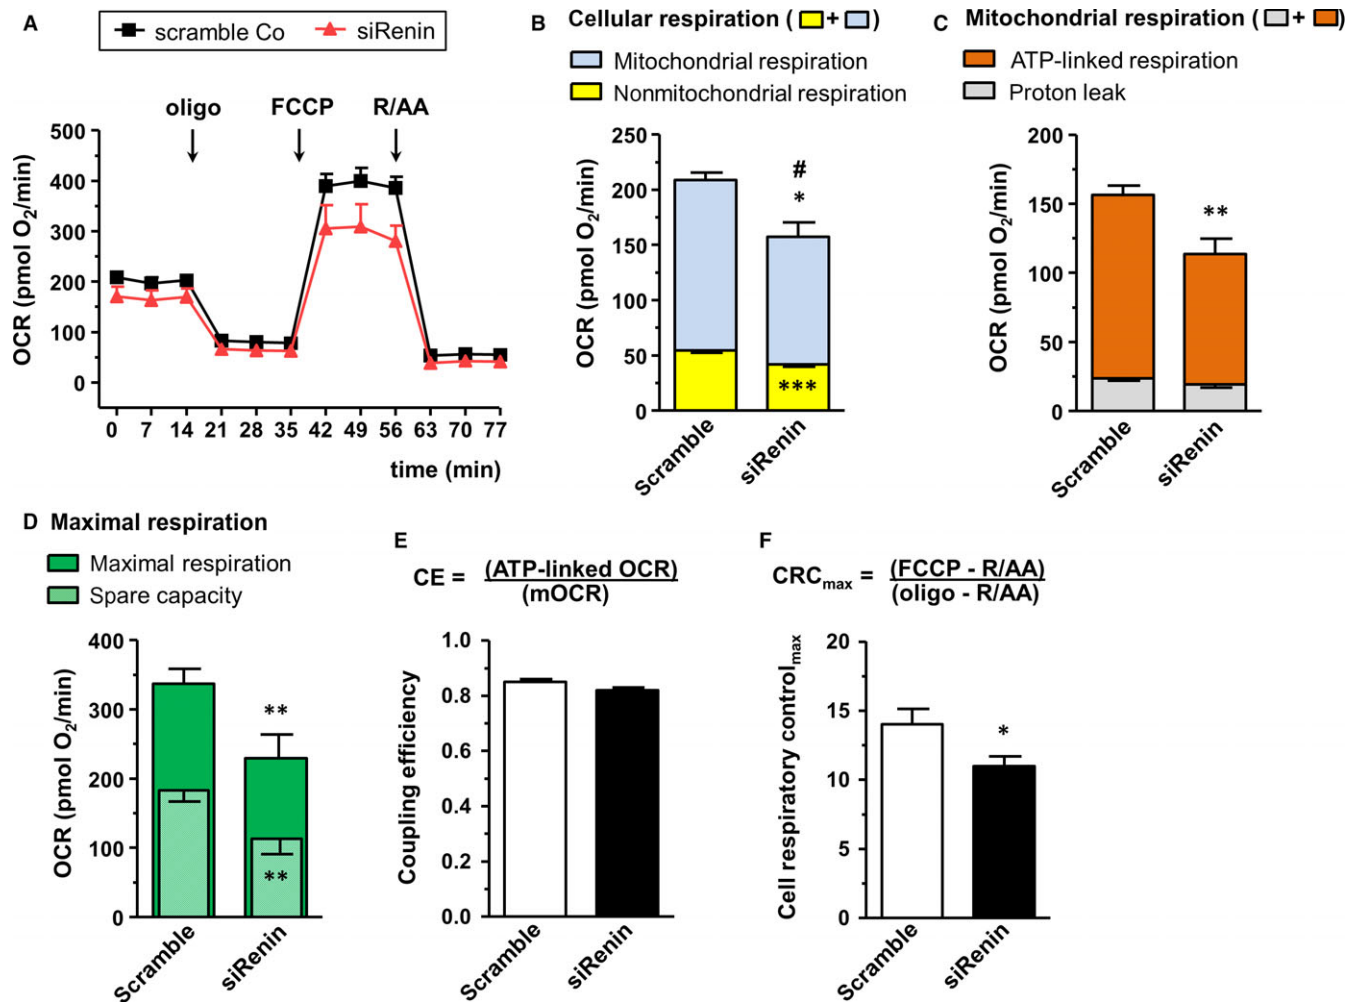 A
scramble Co siRenin
oligo FCCP R/AA
OCR (pmol O₂/min)
500
400
300
200
100
0
0 7 14 21 28 35 42 49 56 63 70 77
time (min)
B Cellular respiration ( + )
Mitochondrial respiration
Nonmitochondrial respiration
OCR (pmol O₂/min)
250
200
150
100
50
0
#
*
***
Scramble siRenin
C Mitochondrial respiration ( + )
ATP-linked respiration
Proton leak
OCR (pmol O₂/min)
200
150
100
50
0
**
Scramble siRenin
D Maximal respiration
Maximal respiration
Spare capacity
OCR (pmol O₂/min)
400
300
200
100
0
**
**
Scramble siRenin
E
CE = (ATP-linked OCR)
(mOCR)
Coupling efficiency
1.0
0.8
0.6
0.4
0.2
0.0
Scramble siRenin
F
CRCmax = (FCCP - R/AA)
(oligo - R/AA)
Cell respiratory controlmax
20
15
10
5
0
*
Scramble siRenin